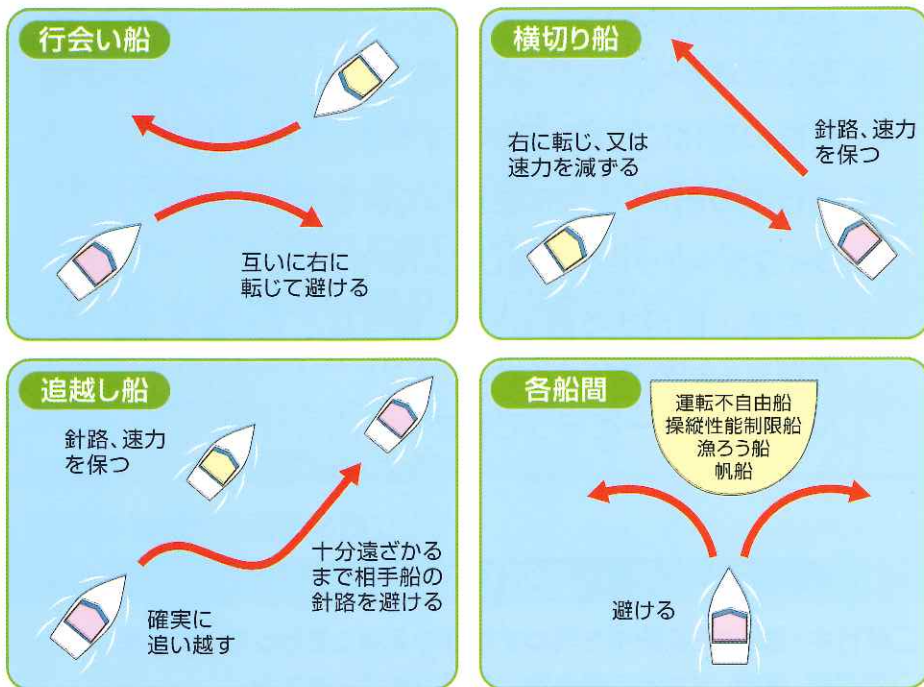 行会い船
互いに右に
転じて避ける
横切り船
右に転じ、又は
速力を減ずる
針路、速力
を保つ
追越し船
針路、速力
を保つ
確実に
追い越す
十分遠ざかる
まで相手船の
針路を避ける
各船間
運転不自由船
操縦性能制限船
漁ろう船
帆船
避ける